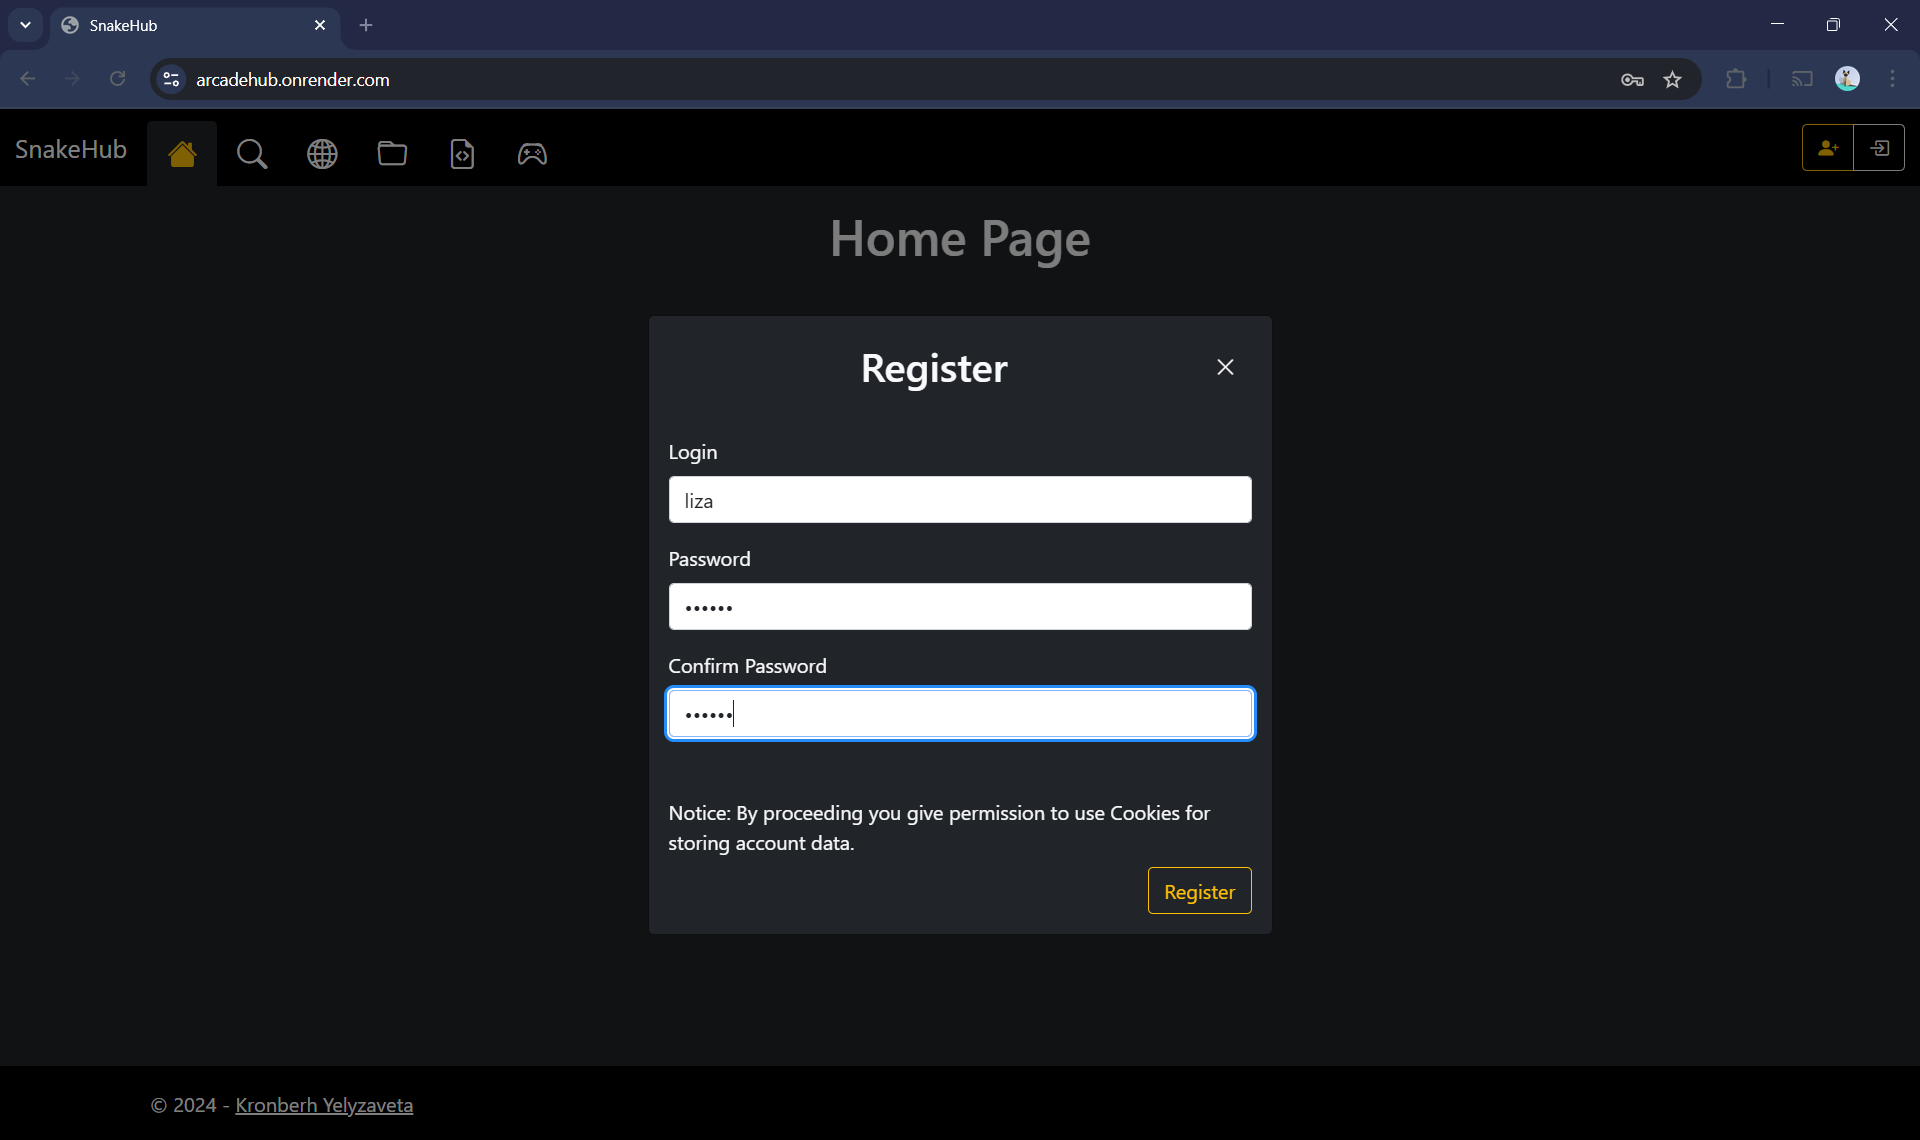 SnakeHub
arcadehub.onrender.com
SnakeHub
Home Page
Register
Login
liza
Password
••••••
Confirm Password
••••••
Notice: By proceeding you give permission to use Cookies for
storing account data.
Register
© 2024 - Kronberh Yelyzaveta